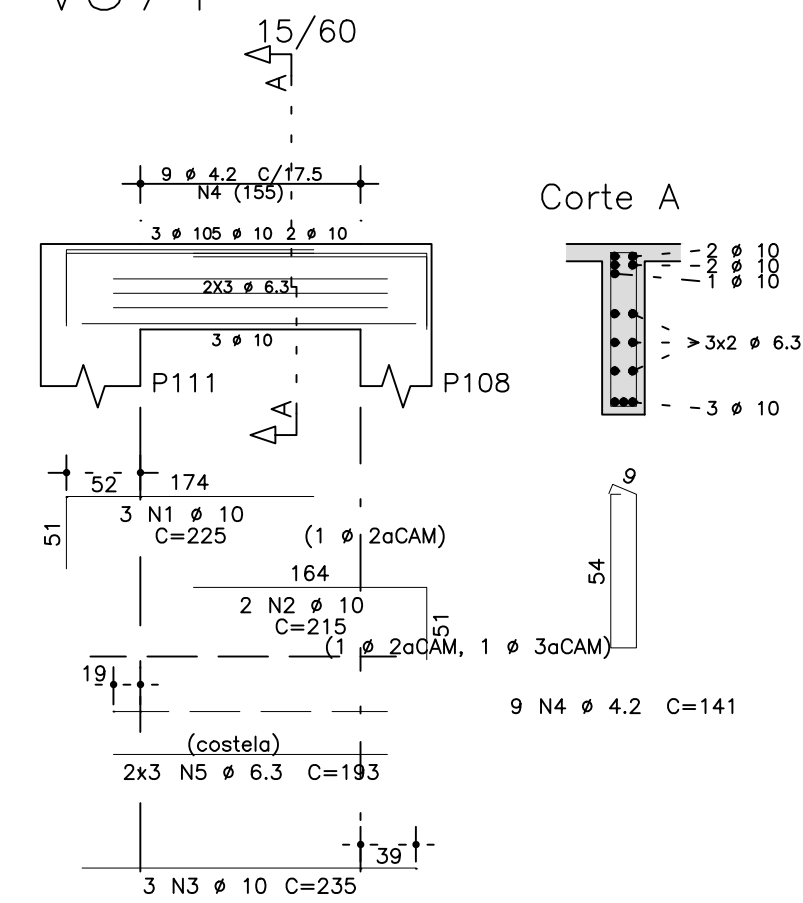 15/60
A
9 ø 4.2 C/17.5
N4 (155)
Corte A
3 ø 105 ø 10 2 ø 10
2 ø 10
2 ø 10
1 ø 10
2X3 ø 6.3
3 ø 10
3x2 ø 6.3
P111
P108
A
3 ø 10
52
174
9
51
3 N1 ø 10
C=225
(1 ø 2aCAM)
54
164
2 N2 ø 10
C=215
51
(1 ø 2aCAM, 1 ø 3aCAM)
19
9 N4 ø 4.2 C=141
(costela)
2x3 N5 ø 6.3 C=193
39
3 N3 ø 10 C=235